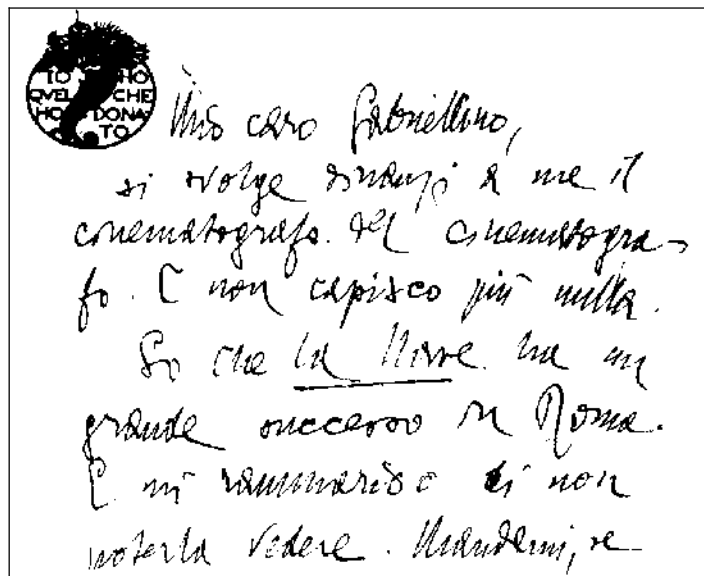 IO HO
QVEL CHE
HO DONA
TO
Mio caro Gabriellino,
si svolge dinanzi a me il
cinematografo del cinematogra-
fo. E non capisco più nulla.
So che la Nave ha un
grande successo in Roma.
E mi rammarico di non
poterla vedere. Mandami, se